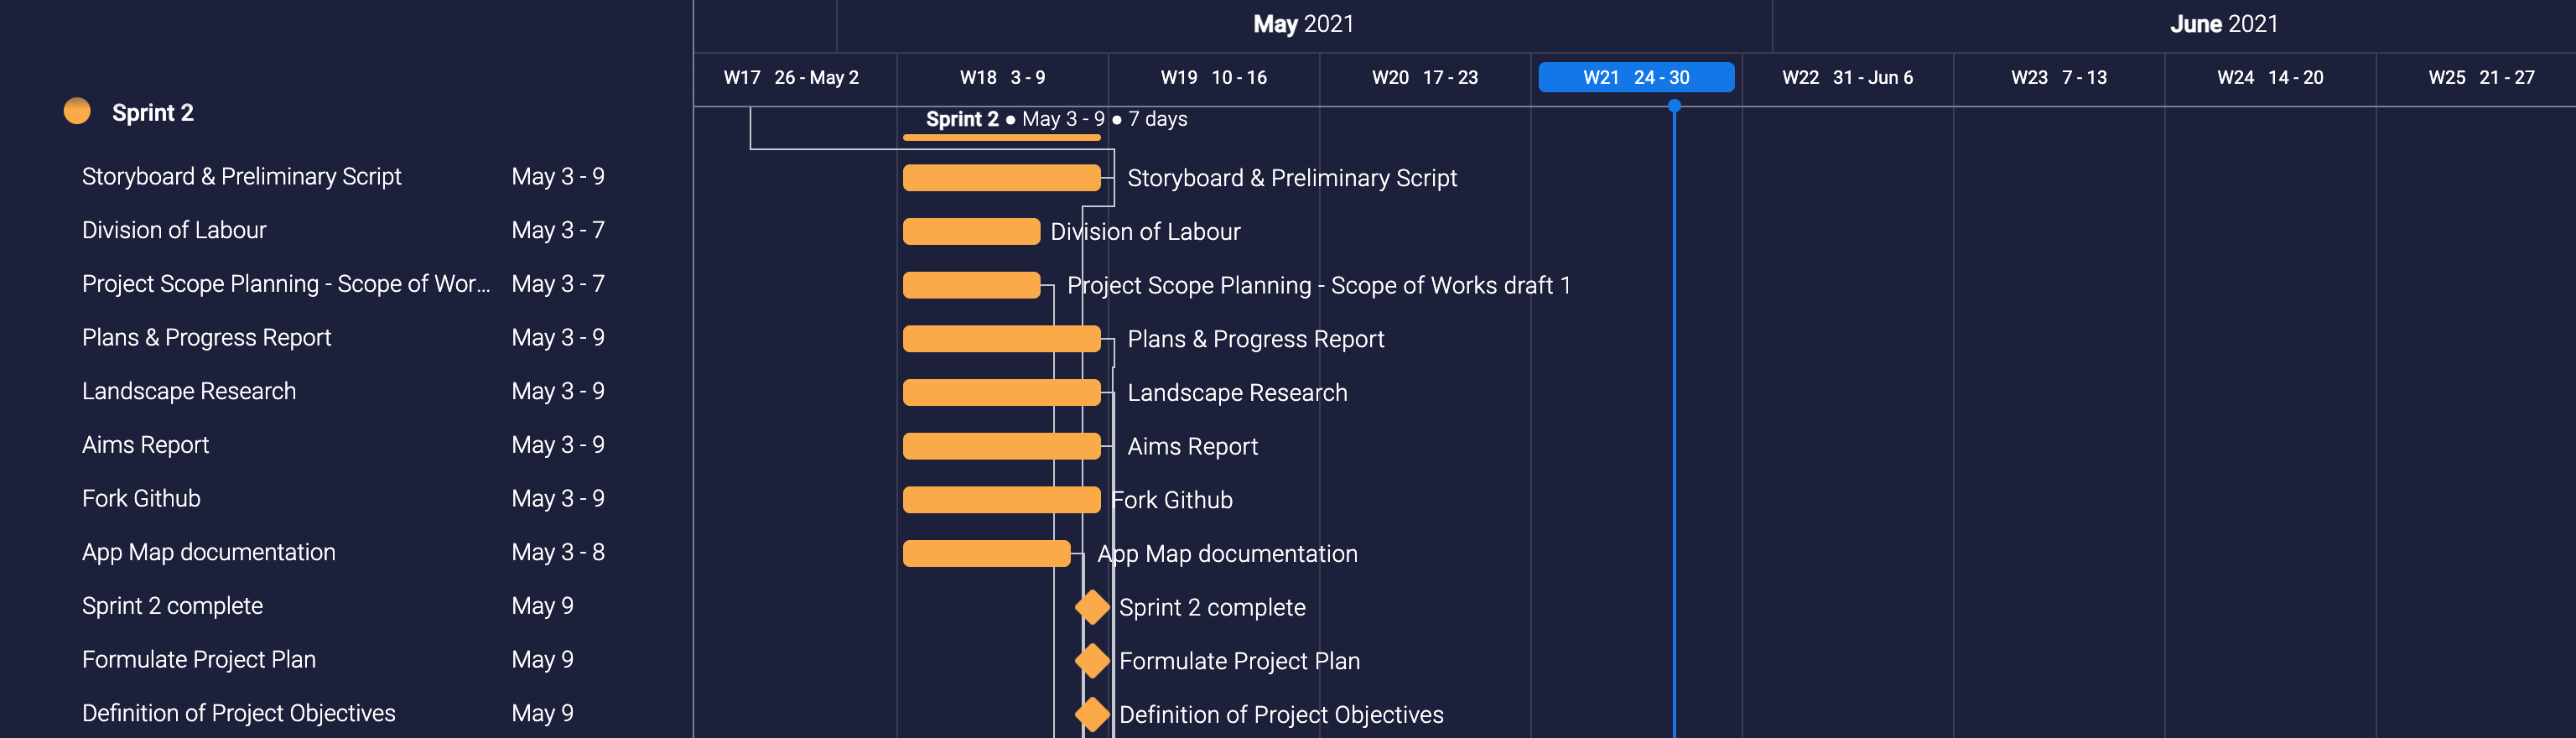 May 2021
June 2021
W17 26 - May 2
W18 3 - 9
W19 10 - 16
W20 17 - 23
W21 24 - 30
W22 31 - Jun 6
W23 7 - 13
W24 14 - 20
W25 21 - 27
Sprint 2
Sprint 2 ● May 3 - 9 ● 7 days
Storyboard & Preliminary Script May 3 - 9
Storyboard & Preliminary Script
Division of Labour May 3 - 7
Division of Labour
Project Scope Planning - Scope of Wor... May 3 - 7
Project Scope Planning - Scope of Works draft 1
Plans & Progress Report May 3 - 9
Plans & Progress Report
Landscape Research May 3 - 9
Landscape Research
Aims Report May 3 - 9
Aims Report
Fork Github May 3 - 9
Fork Github
App Map documentation May 3 - 8
App Map documentation
Sprint 2 complete May 9
Sprint 2 complete
Formulate Project Plan May 9
Formulate Project Plan
Definition of Project Objectives May 9
Definition of Project Objectives